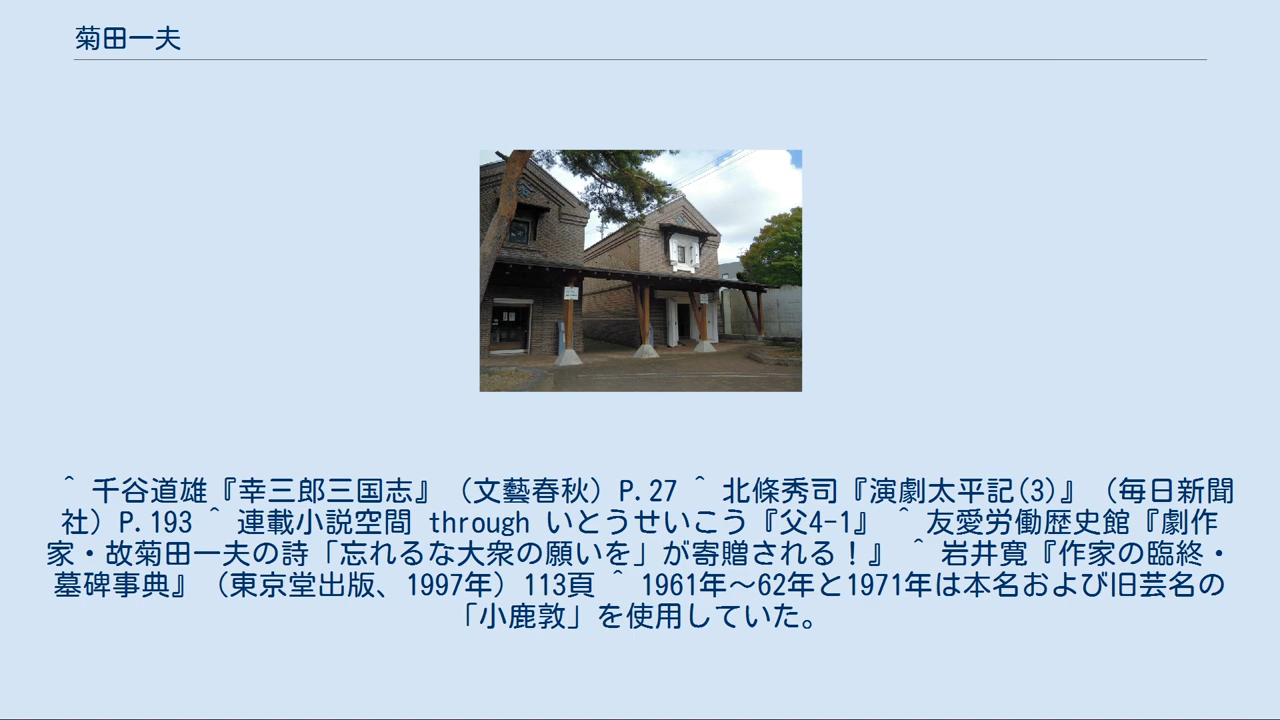 菊田一夫
^ 千谷道雄『幸三郎三国志』（文藝春秋）P.27 ^ 北條秀司『演劇太平記(3)』（毎日新聞
社）P.193 ^ 連載小説空間 through いとうせいこう『父4-1』 ^ 友愛労働歴史館『劇作
家・故菊田一夫の詩「忘れるな大衆の願いを」が寄贈される！』 ^ 岩井寛『作家の臨終・
墓碑事典』（東京堂出版、1997年）113頁 ^ 1961年〜62年と1971年は本名および旧芸名の
「小鹿敦」を使用していた。